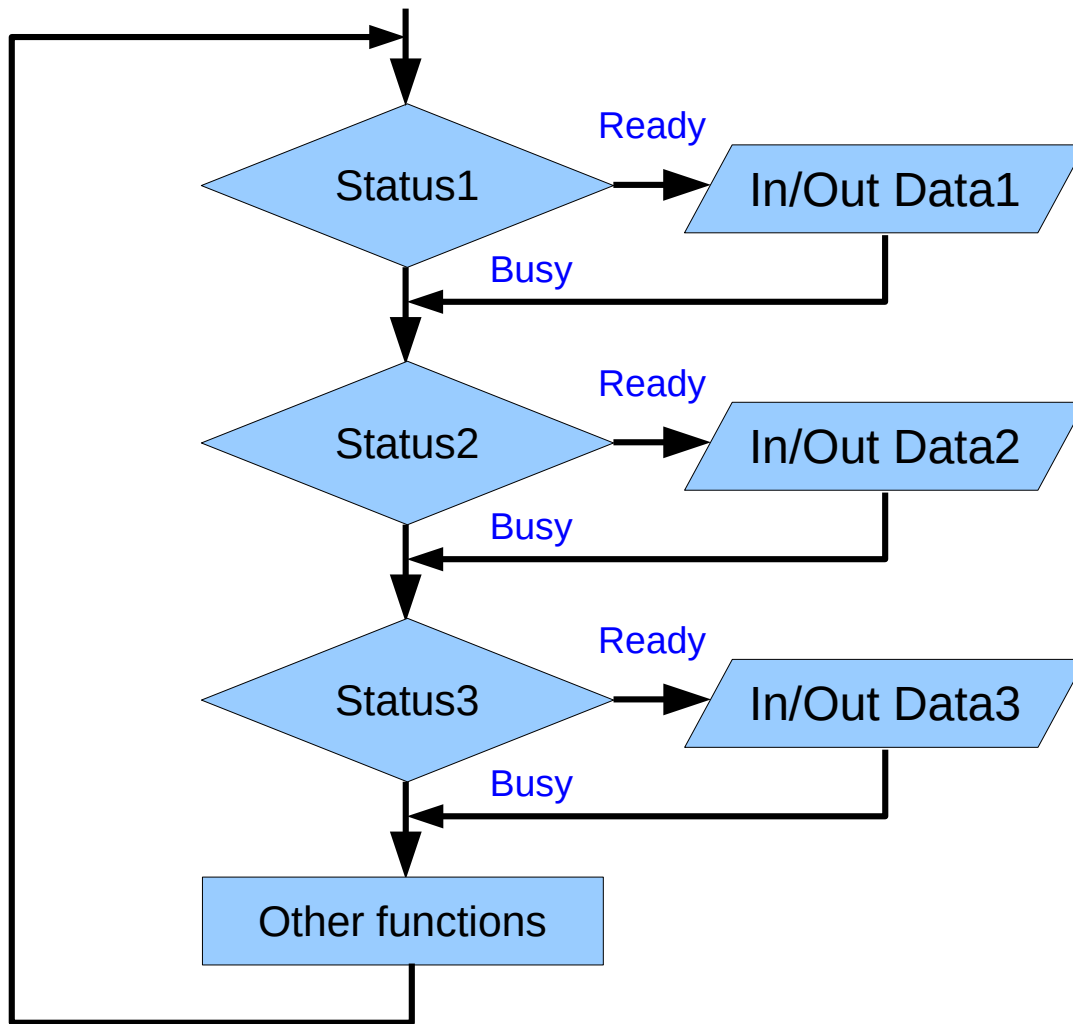 Ready
Status1
In/Out Data1
Busy
Ready
Status2
In/Out Data2
Busy
Ready
Status3
In/Out Data3
Busy
Other functions